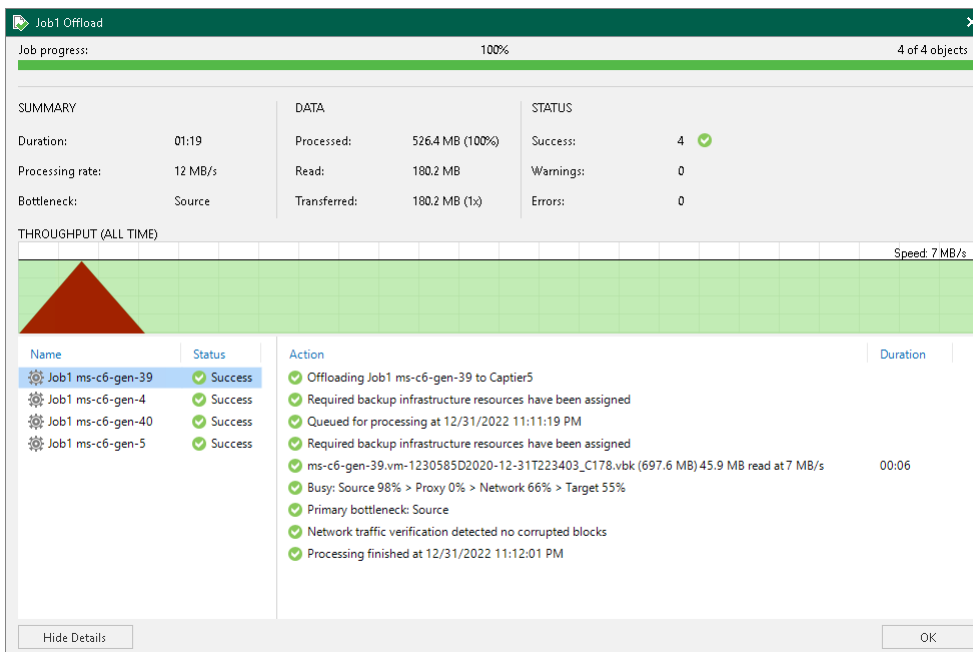 Job1 Offload
Job progress: 100% 4 of 4 objects
SUMMARY DATA STATUS
Duration: 01:19 Processed: 526.4 MB (100%) Success: 4
Processing rate: 12 MB/s Read: 180.2 MB Warnings: 0
Bottleneck: Source Transferred: 180.2 MB (1x) Errors: 0
THROUGHPUT (ALL TIME)
Speed: 7 MB/s
Name Status Action Duration
Job1 ms-c6-gen-39 Success Offloading Job1 ms-c6-gen-39 to Captier5
Job1 ms-c6-gen-4 Success Required backup infrastructure resources have been assigned
Job1 ms-c6-gen-40 Success Queued for processing at 12/31/2022 11:11:19 PM
Job1 ms-c6-gen-5 Success Required backup infrastructure resources have been assigned
ms-c6-gen-39.vm-1230585D2020-12-31T223403_C178.vbk (697.6 MB) 45.9 MB read at 7 MB/s 00:06
Busy: Source 98% > Proxy 0% > Network 66% > Target 55%
Primary bottleneck: Source
Network traffic verification detected no corrupted blocks
Processing finished at 12/31/2022 11:12:01 PM
Hide Details OK